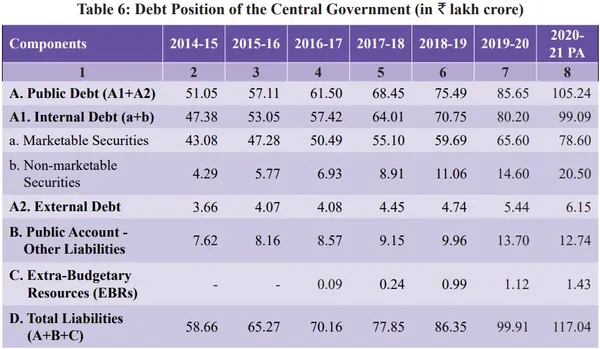 Table 6: Debt Position of the Central Government (in ₹ lakh crore)
Components 2014-15 2015-16 2016-17 2017-18 2018-19 2019-20 2020-
21 PA
1 2 3 4 5 6 7 8
A. Public Debt (A1+A2) 51.05 57.11 61.50 68.45 75.49 85.65 105.24
A1. Internal Debt (a+b) 47.38 53.05 57.42 64.01 70.75 80.20 99.09
a. Marketable Securities 43.08 47.28 50.49 55.10 59.69 65.60 78.60
b. Non-marketable
Securities 4.29 5.77 6.93 8.91 11.06 14.60 20.50
A2. External Debt 3.66 4.07 4.08 4.45 4.74 5.44 6.15
B. Public Account -
Other Liabilities 7.62 8.16 8.57 9.15 9.96 13.70 12.74
C. Extra-Budgetary
Resources (EBRs) - - 0.09 0.24 0.99 1.12 1.43
D. Total Liabilities
(A+B+C) 58.66 65.27 70.16 77.85 86.35 99.91 117.04